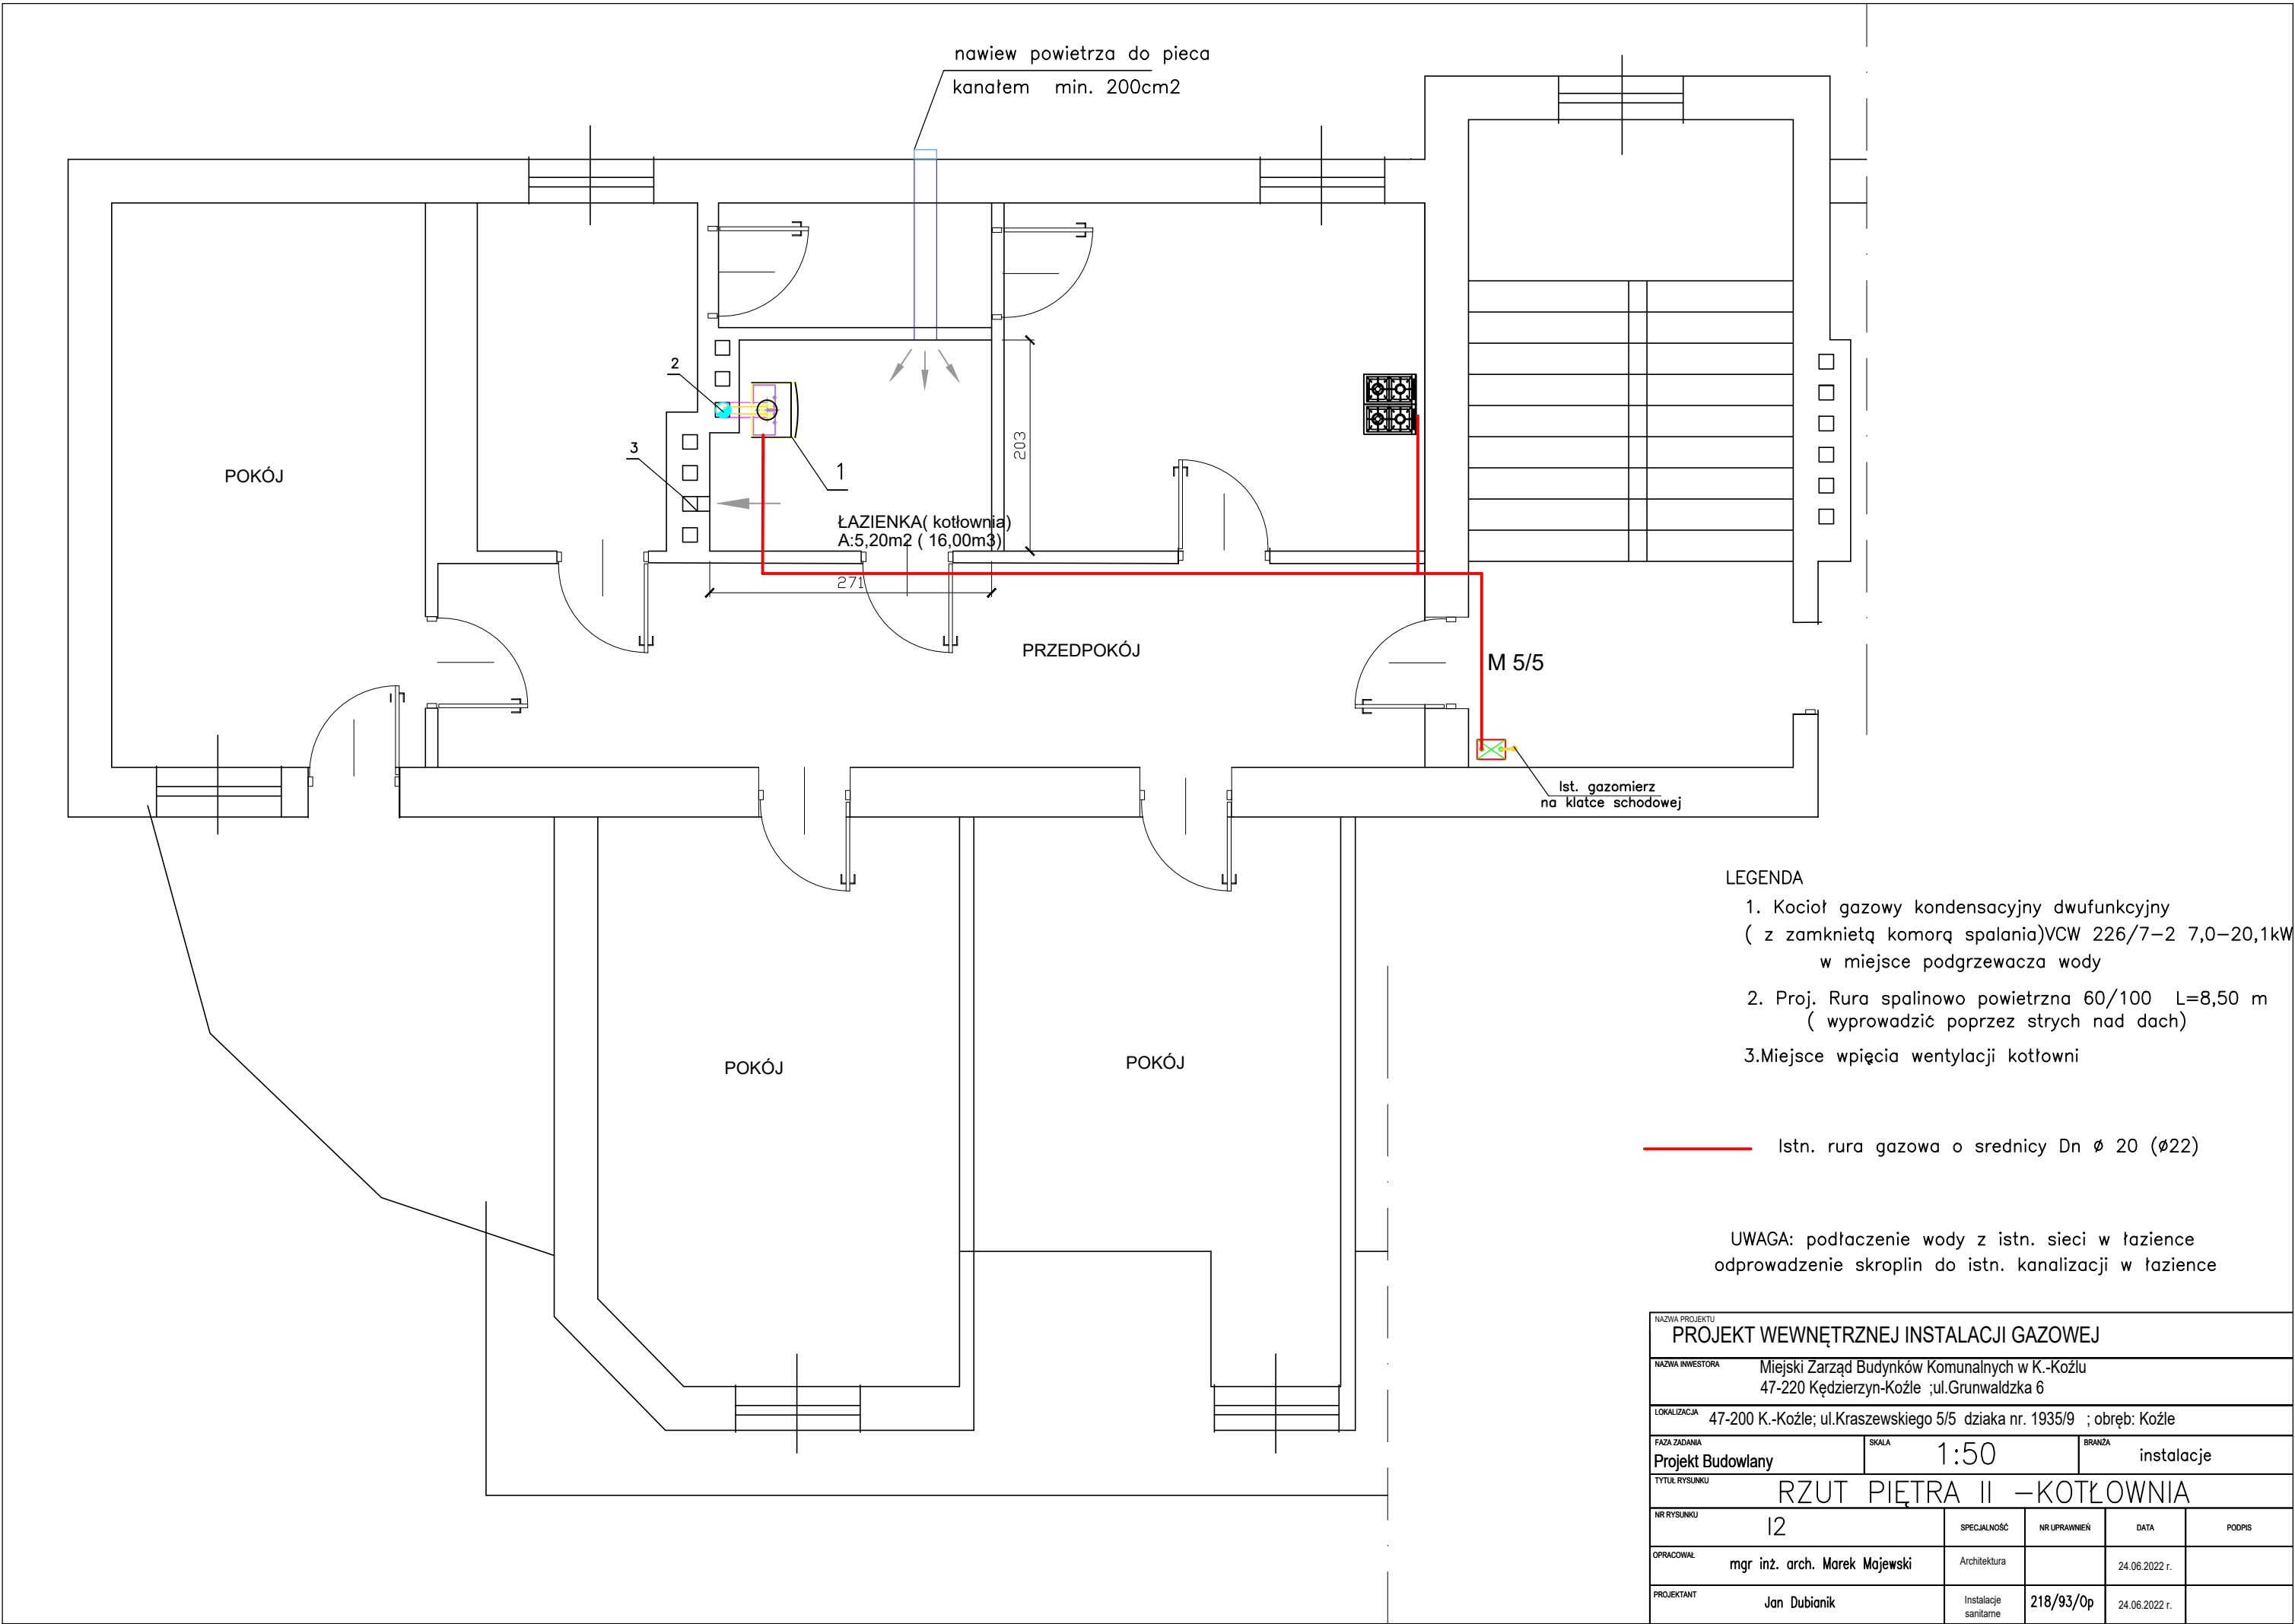 nawiew powietrza do pieca
kanałem min. 200cm2
2
3
1
203
POKÓJ
ŁAZIENKA( kotłownia)
A:5,20m2 ( 16,00m3)
271
PRZEDPOKÓJ
M 5/5
Ist. gazomierz
na klatce schodowej
POKÓJ
POKÓJ
LEGENDA
1. Kocioł gazowy kondensacyjny dwufunkcyjny
( z zamknietą komorą spalania)VCW 226/7-2 7,0-20,1kW
w miejsce podgrzewacza wody
2. Proj. Rura spalinowo powietrzna 60/100 L=8,50 m
( wyprowadzić poprzez strych nad dach)
3.Miejsce wpięcia wentylacji kotłowni
Istn. rura gazowa o srednicy Dn ø 20 (ø22)
UWAGA: podłaczenie wody z istn. sieci w łazience
odprowadzenie skroplin do istn. kanalizacji w łazience
NAZWA PROJEKTU
PROJEKT WEWNĘTRZNEJ INSTALACJI GAZOWEJ
NAZWA INWESTORA Miejski Zarząd Budynków Komunalnych w K.-Koźlu
47-220 Kędzierzyn-Koźle ;ul.Grunwaldzka 6
LOKALIZACJA 47-200 K.-Koźle; ul.Kraszewskiego 5/5 dziaka nr. 1935/9 ; obręb: Koźle
FAZA ZADANIA SKALA 1:50 BRANŻA instalacje
Projekt Budowlany
TYTUŁ RYSUNKU RZUT PIĘTRA II -KOTŁOWNIA
NR RYSUNKU I2 SPECJALNOŚĆ NR UPRAWNIEŃ DATA PODPIS
OPRACOWAŁ mgr inż. arch. Marek Majewski Architektura 24.06.2022 r.
PROJEKTANT Jan Dubianik Instalacje sanitarne 218/93/Op 24.06.2022 r.